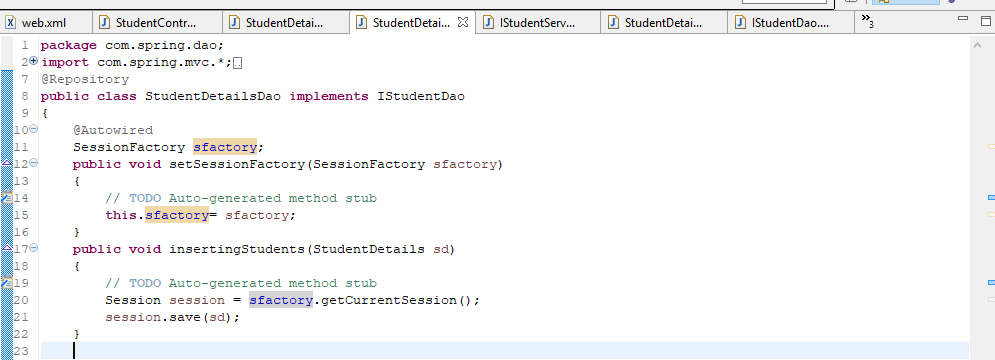 web.xml StudentContr... StudentDetai... StudentDetai... IStudentServ... StudentDetai... IStudentDao.... »3
1 package com.spring.dao;
2 import com.spring.mvc.*;
7 @Repository
8 public class StudentDetailsDao implements IStudentDao
9 {
10 @Autowired
11 SessionFactory sfactory;
12 public void setSessionFactory(SessionFactory sfactory)
13 {
14 // TODO Auto-generated method stub
15 this.sfactory= sfactory;
16 }
17 public void insertingStudents(StudentDetails sd)
18 {
19 // TODO Auto-generated method stub
20 Session session = sfactory.getCurrentSession();
21 session.save(sd);
22 }
23